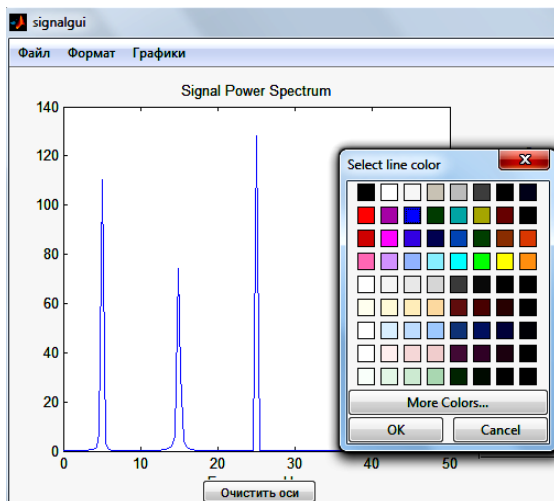 signalgui
Файл Формат Графики
Signal Power Spectrum
140
120
100
80
60
40
20
0
0 10 20 30 40 50
Очистить оси
Select line color
More Colors...
OK Cancel